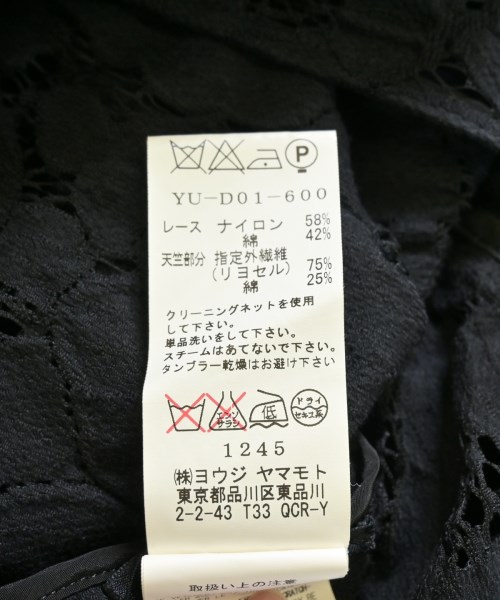 P
YU-D01-600
レース ナイロン 58%
綿 42%
天竺部分 指定外繊維
(リヨセル) 75%
綿 25%
クリーニングネットを使用
して下さい。
単品洗いをして下さい。
スチームはあてないで下さい。
タンブラー乾燥はお避け下さい
エンソ サラシ 低 ドライ セキユ系
1245
㈱ヨウジ ヤマモト
東京都品川区東品川
2-2-43 T33 QCR-Y
取扱い上の注意